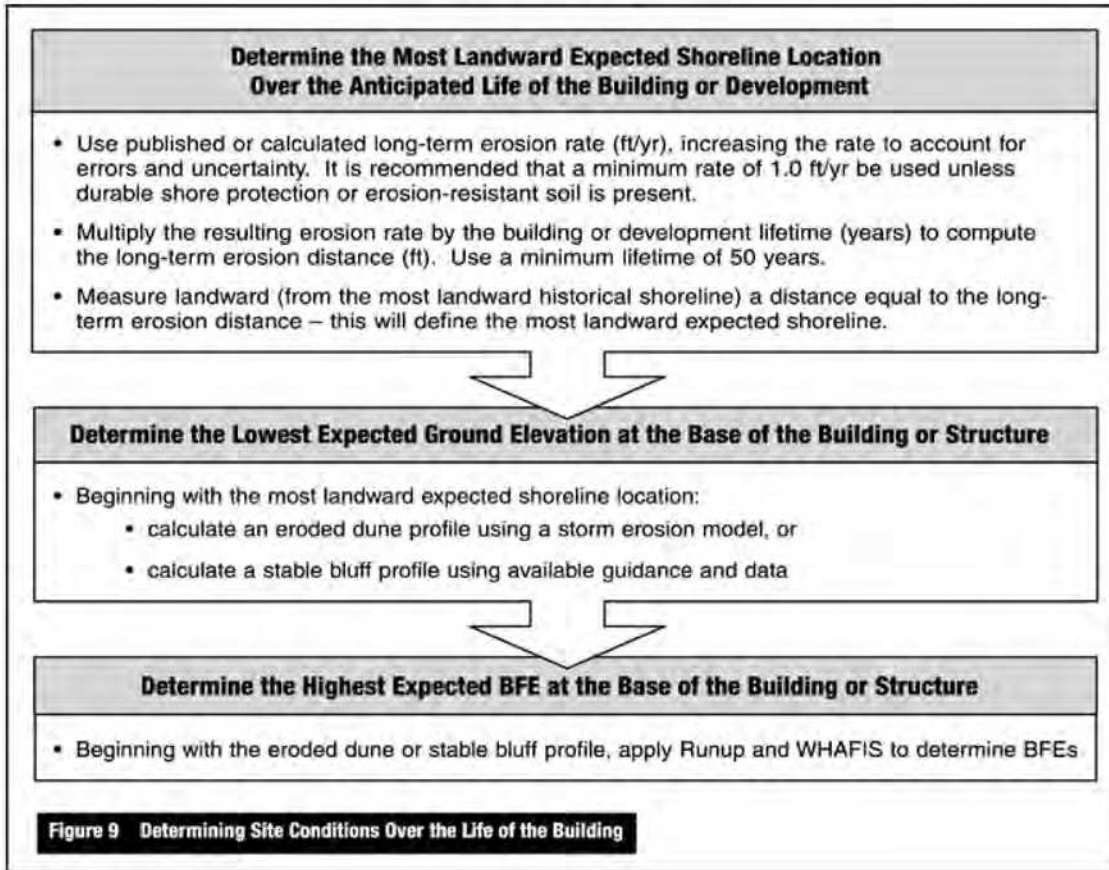 Determine the Most Landward Expected Shoreline Location
Over the Anticipated Life of the Building or Development
• Use published or calculated long-term erosion rate (ft/yr), increasing the rate to account for
errors and uncertainty. It is recommended that a minimum rate of 1.0 ft/yr be used unless
durable shore protection or erosion-resistant soil is present.
• Multiply the resulting erosion rate by the building or development lifetime (years) to compute
the long-term erosion distance (ft). Use a minimum lifetime of 50 years.
• Measure landward (from the most landward historical shoreline) a distance equal to the long-
term erosion distance – this will define the most landward expected shoreline.
Determine the Lowest Expected Ground Elevation at the Base of the Building or Structure
• Beginning with the most landward expected shoreline location:
• calculate an eroded dune profile using a storm erosion model, or
• calculate a stable bluff profile using available guidance and data
Determine the Highest Expected BFE at the Base of the Building or Structure
• Beginning with the eroded dune or stable bluff profile, apply Runup and WHAFIS to determine BFEs
Figure 9 Determining Site Conditions Over the Life of the Building